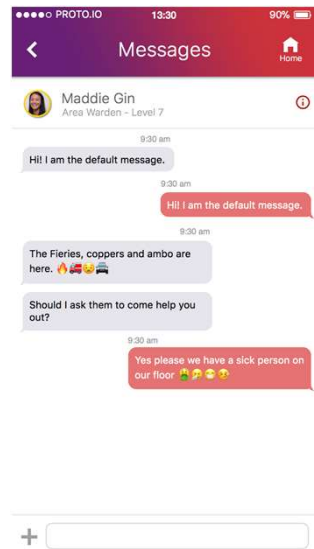 PROTO.IO 13:30 90%
Messages
Home
Maddie Gin
Area Warden - Level 7
9:30 am
Hi! I am the default message.
9:30 am
Hi! I am the default message.
9:30 am
The Fieries, coppers and ambo are
here. 🔥🚒😥🚔
Should I ask them to come help you
out?
9:30 am
Yes please we have a sick person on
our floor 🤮🤧😷🤒